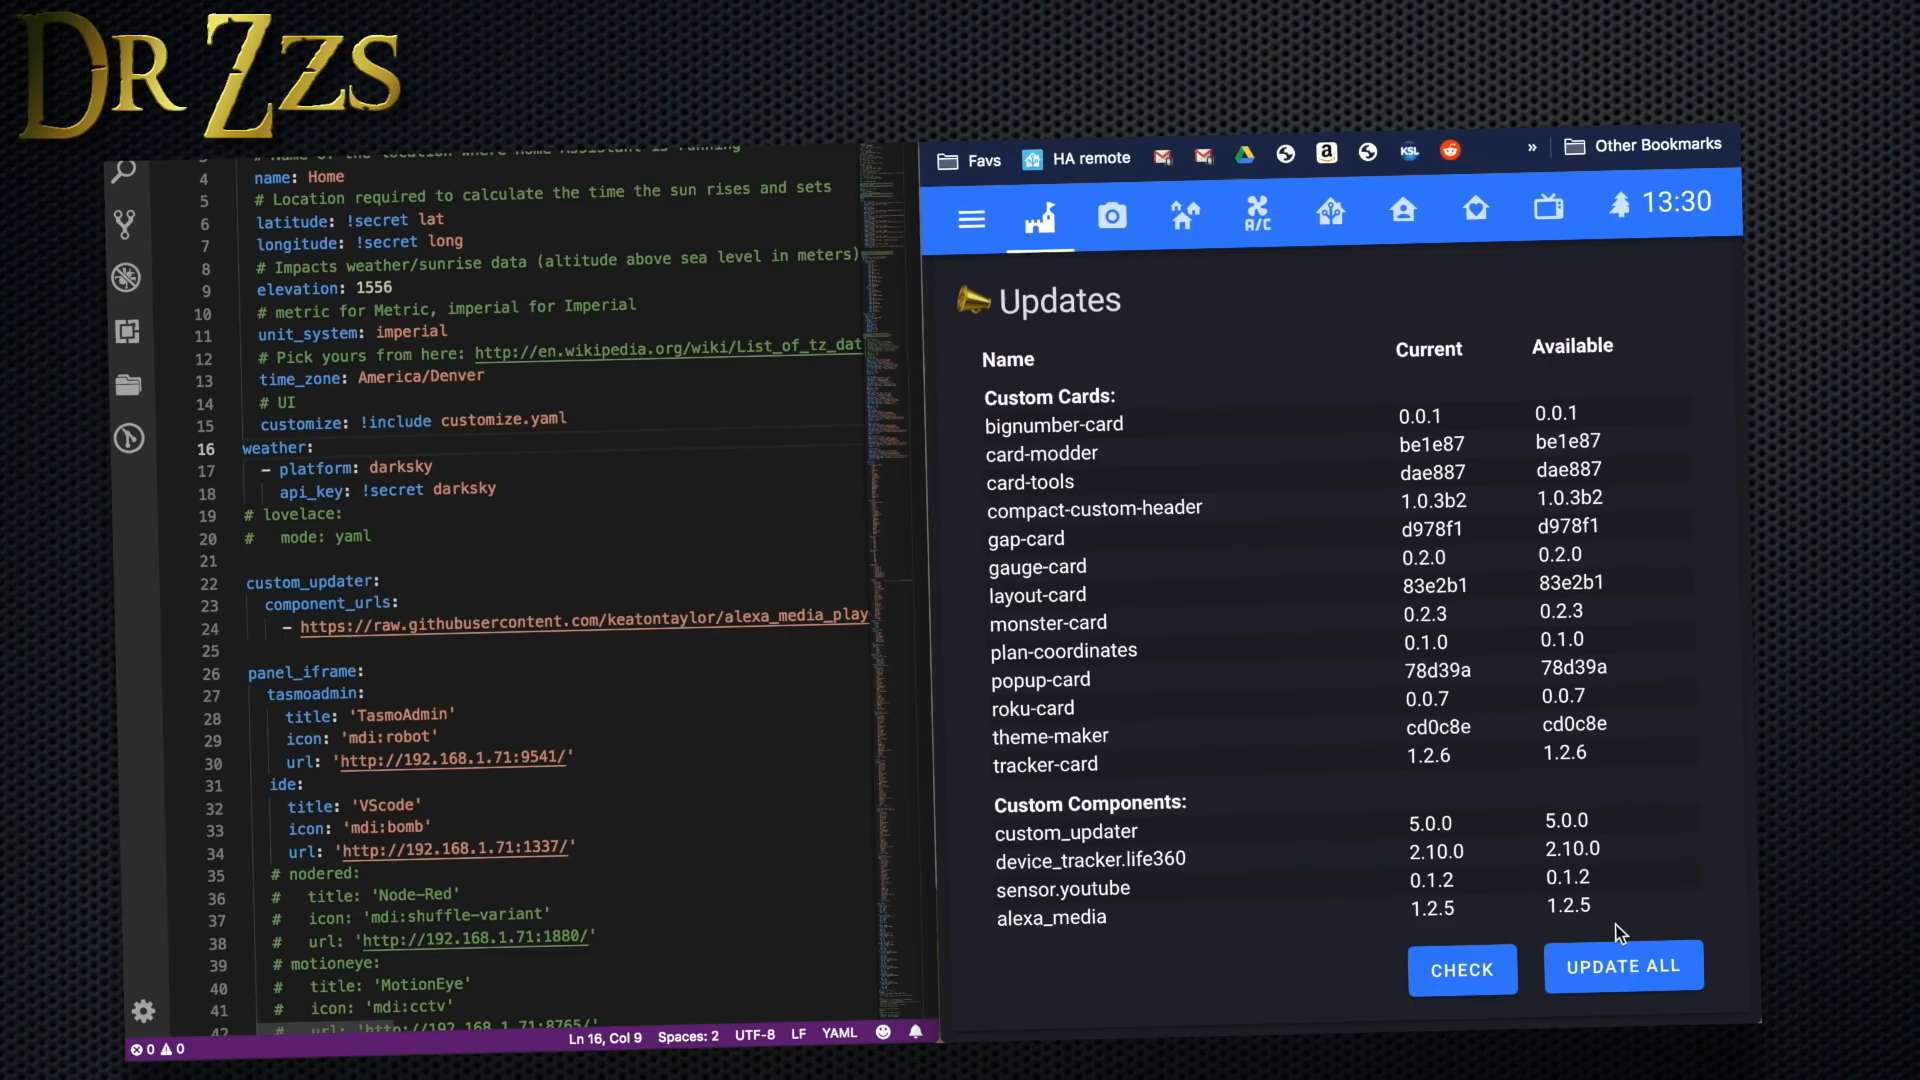 DR ZZS
4 name: Home
5 # Location required to calculate the time the sun rises and sets
6 latitude: !secret lat
7 longitude: !secret long
8 # Impacts weather/sunrise data (altitude above sea level in meters)
9 elevation: 1556
10 # metric for Metric, imperial for Imperial
11 unit_system: imperial
12 # Pick yours from here: http://en.wikipedia.org/wiki/List_of_tz_dat
13 time_zone: America/Denver
14 # UI
15 customize: !include customize.yaml
16 weather:
17 - platform: darksky
18 api_key: !secret darksky
19 # lovelace:
20 # mode: yaml
21
22 custom_updater:
23 component_urls:
24 - https://raw.githubusercontent.com/keatontaylor/alexa_media_play
25
26 panel_iframe:
27 tasmoadmin:
28 title: 'TasmoAdmin'
29 icon: 'mdi:robot'
30 url: 'http://192.168.1.71:9541/'
31 ide:
32 title: 'VScode'
33 icon: 'mdi:bomb'
34 url: 'http://192.168.1.71:1337/'
35 # nodered:
36 # title: 'Node-Red'
37 # icon: 'mdi:shuffle-variant'
38 # url: 'http://192.168.1.71:1880/'
39 # motioneye:
40 # title: 'MotionEye'
41 # icon: 'mdi:cctv'
42 # url: 'http://192.168.1.71:8765/'
0 0 Ln 16, Col 9 Spaces: 2 UTF-8 LF YAML
Favs HA remote a KSL » Other Bookmarks
A/C 13:30
Updates
Name Current Available
Custom Cards:
bignumber-card 0.0.1 0.0.1
card-modder be1e87 be1e87
card-tools dae887 dae887
compact-custom-header 1.0.3b2 1.0.3b2
gap-card d978f1 d978f1
gauge-card 0.2.0 0.2.0
layout-card 83e2b1 83e2b1
monster-card 0.2.3 0.2.3
plan-coordinates 0.1.0 0.1.0
popup-card 78d39a 78d39a
roku-card 0.0.7 0.0.7
theme-maker cd0c8e cd0c8e
tracker-card 1.2.6 1.2.6
Custom Components:
custom_updater 5.0.0 5.0.0
device_tracker.life360 2.10.0 2.10.0
sensor.youtube 0.1.2 0.1.2
alexa_media 1.2.5 1.2.5
CHECK UPDATE ALL